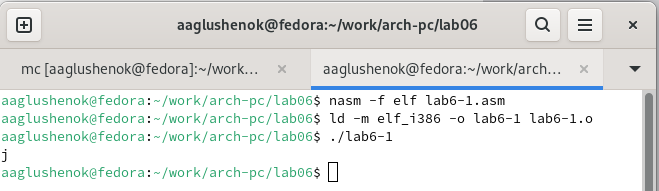 aaglushenok@fedora:~/work/arch-pc/lab06
mc [aaglushenok@fedora]:~/work...
aaglushenok@fedora:~/work/arch-pc...
aaglushenok@fedora:~/work/arch-pc/lab06$ nasm -f elf lab6-1.asm
aaglushenok@fedora:~/work/arch-pc/lab06$ ld -m elf_i386 -o lab6-1 lab6-1.o
aaglushenok@fedora:~/work/arch-pc/lab06$ ./lab6-1
j
aaglushenok@fedora:~/work/arch-pc/lab06$